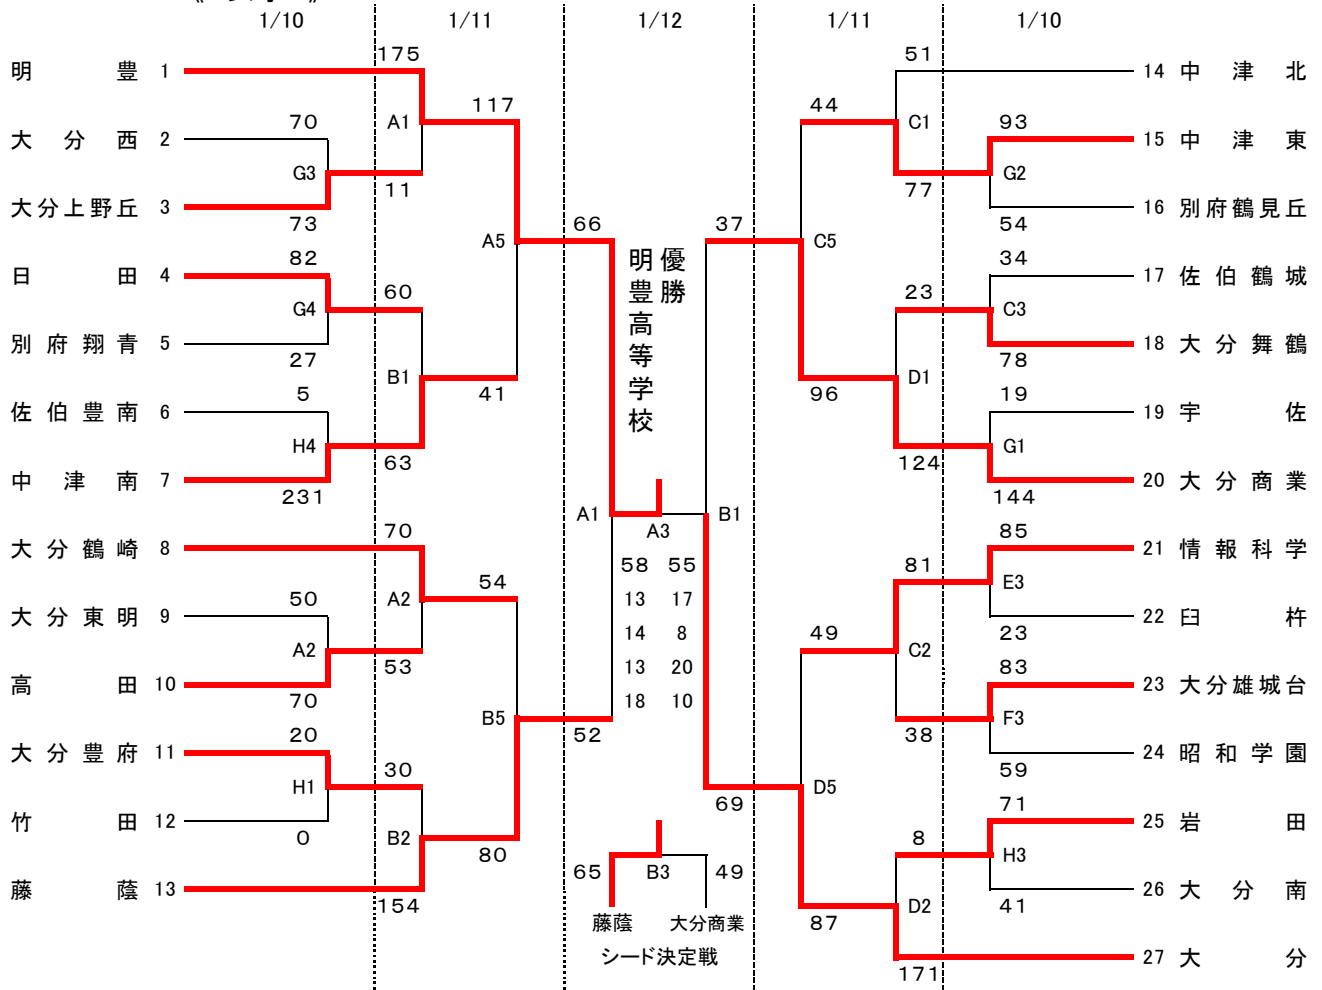 1/10 1/11 1/12 1/11 1/10
明豊 1
大分西 2
大分上野丘 3
日田 4
別府翔青 5
佐伯豊南 6
中津南 7
大分鶴崎 8
大分東明 9
高田 10
大分豊府 11
竹田 12
藤蔭 13
70
G3
73
82
G4
27
5
H4
231
50
A2
70
20
H1
0
175
A1
11
60
B1
63
70
A2
53
30
B2
154
117
A5
41
54
B5
80
66
A1
52
優勝
明豊高等学校
A3
58 55
13 17
14 8
13 20
18 10
65 B3 49
藤蔭 大分商業
シード決定戦
37
B1
69
44
C5
96
49
D5
87
51
C1
77
23
D1
124
81
C2
38
8
D2
171
93
G2
54
34
C3
78
19
G1
144
85
E3
23
83
F3
59
71
H3
41
14 中津北
15 中津東
16 別府鶴見丘
17 佐伯鶴城
18 大分舞鶴
19 宇佐
20 大分商業
21 情報科学
22 臼杵
23 大分雄城台
24 昭和学園
25 岩田
26 大分南
27 大分